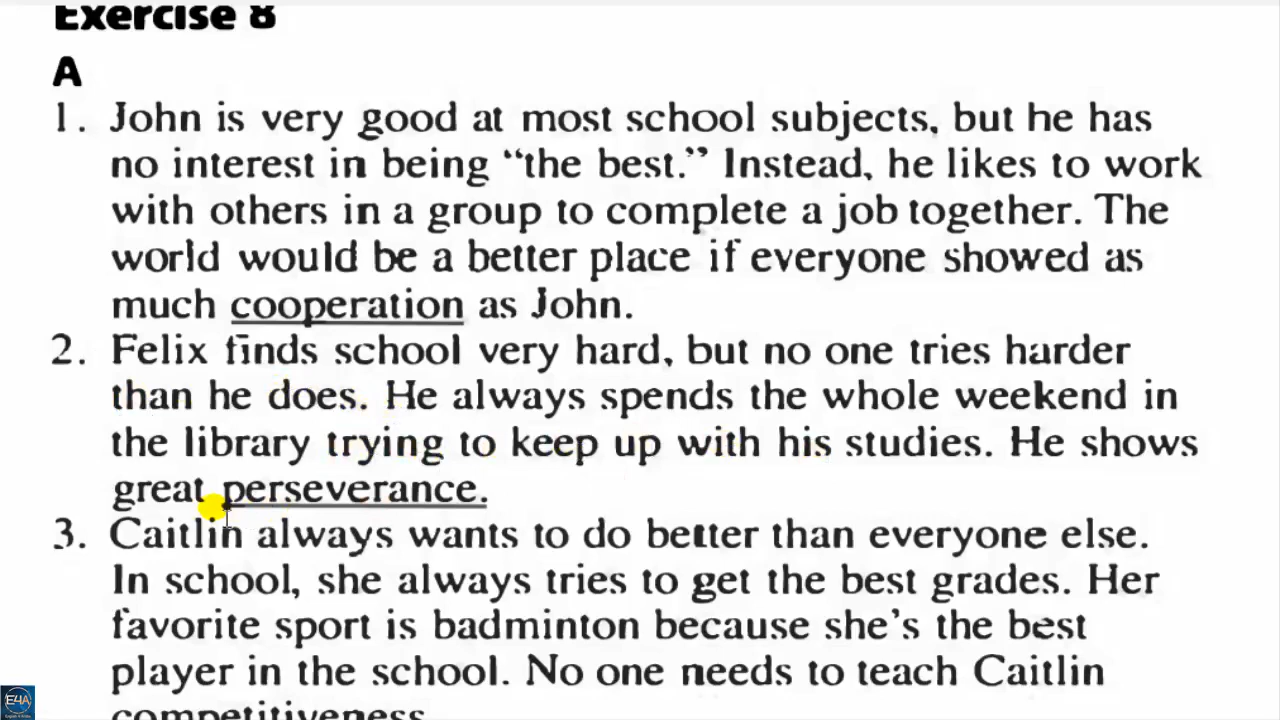 Exercise 8
A
1. John is very good at most school subjects, but he has
no interest in being “the best.” Instead, he likes to work
with others in a group to complete a job together. The
world would be a better place if everyone showed as
much cooperation as John.
2. Felix finds school very hard, but no one tries harder
than he does. He always spends the whole weekend in
the library trying to keep up with his studies. He shows
great perseverance.
3. Caitlin always wants to do better than everyone else.
In school, she always tries to get the best grades. Her
favorite sport is badminton because she’s the best
player in the school. No one needs to teach Caitlin
competitiveness.
E4A